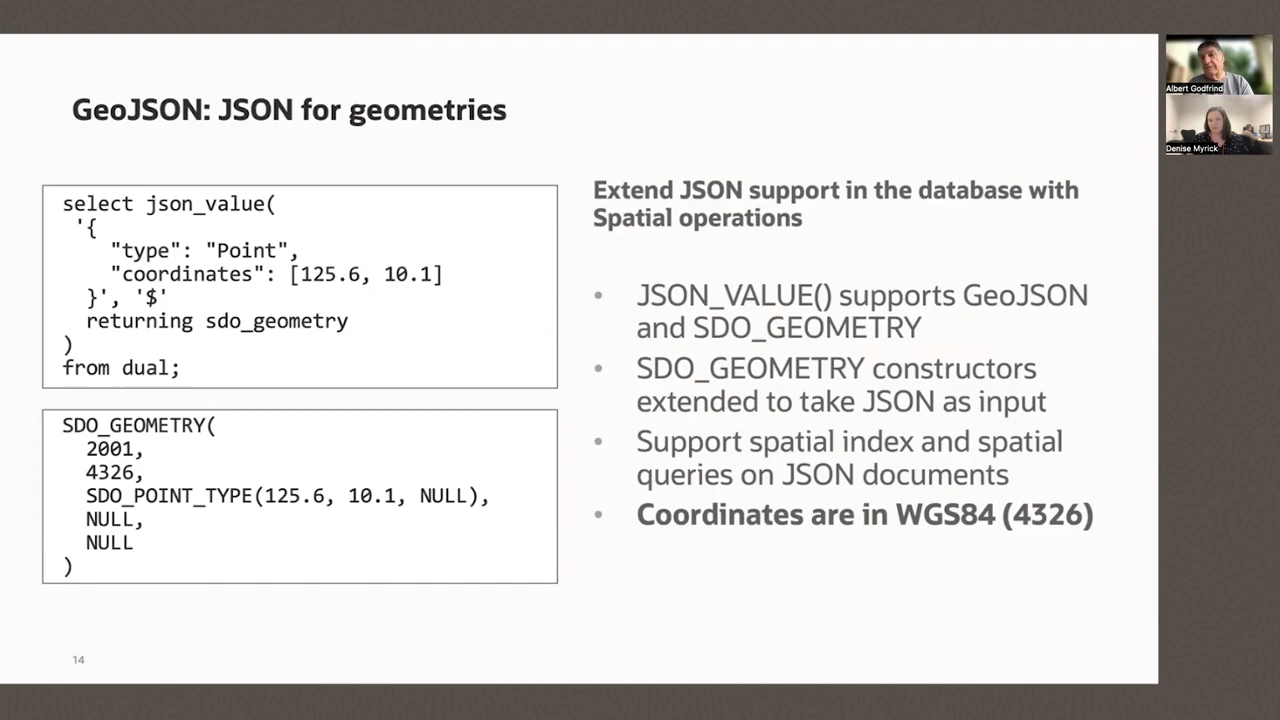 GeoJSON: JSON for geometries
select json_value(
'{
"type": "Point",
"coordinates": [125.6, 10.1]
}', '$'
returning sdo_geometry
)
from dual;
SDO_GEOMETRY(
2001,
4326,
SDO_POINT_TYPE(125.6, 10.1, NULL),
NULL,
NULL
)
Extend JSON support in the database with
Spatial operations
• JSON_VALUE() supports GeoJSON
and SDO_GEOMETRY
• SDO_GEOMETRY constructors
extended to take JSON as input
• Support spatial index and spatial
queries on JSON documents
• Coordinates are in WGS84 (4326)
14
Albert Godfrind
Denise Myrick